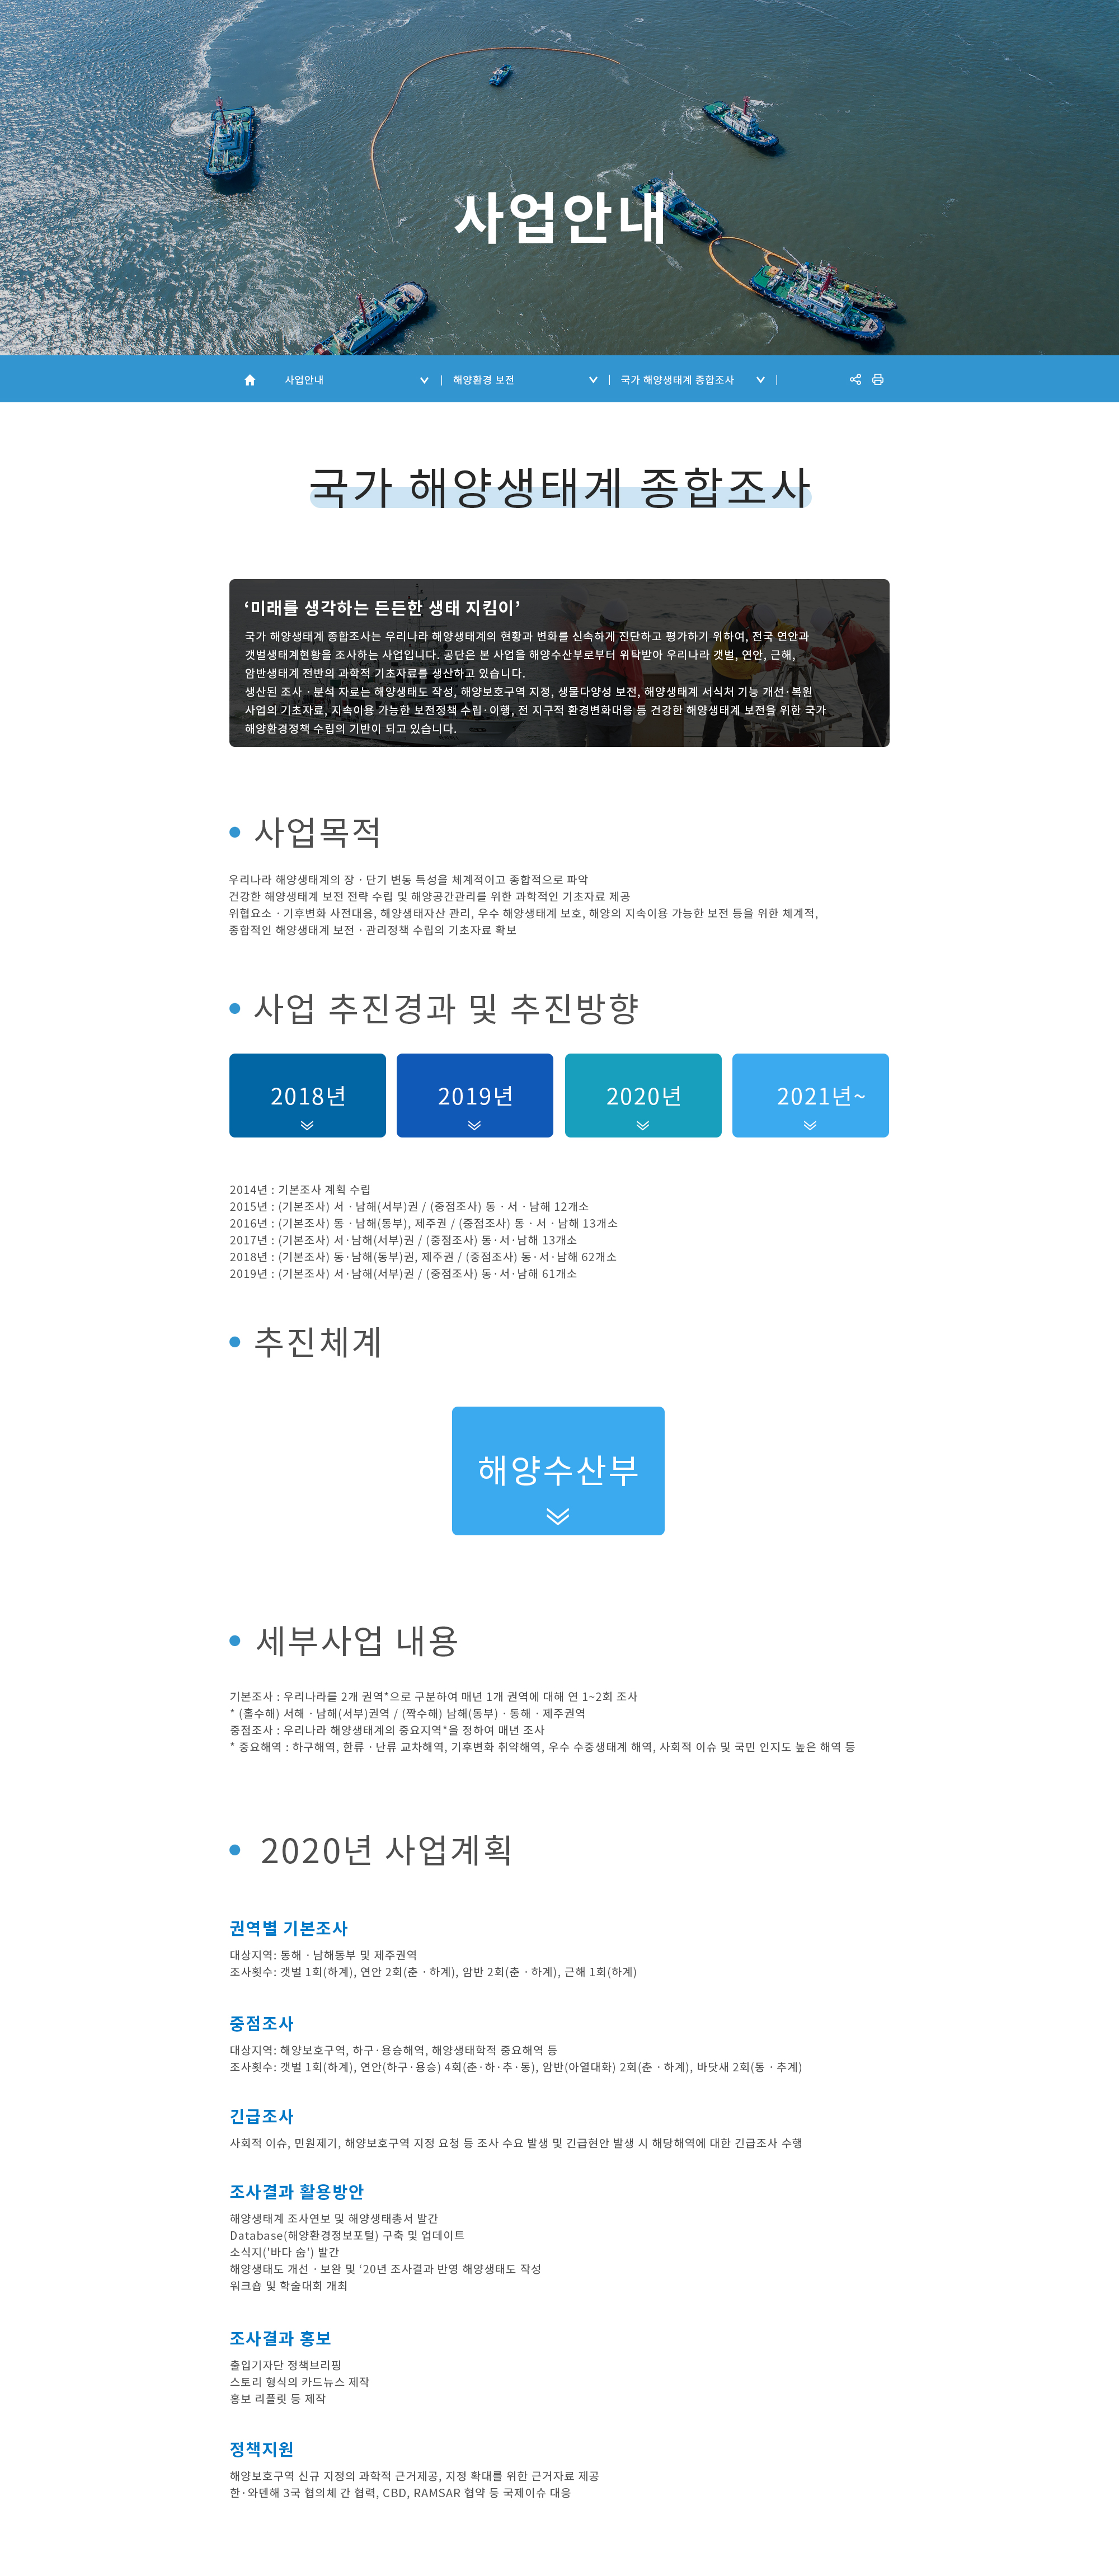 사업안내
사업안내
해양환경 보전
국가 해양생태계 종합조사
국가 해양생태계 종합조사
‘미래를 생각하는 든든한 생태 지킴이’
국가 해양생태계 종합조사는 우리나라 해양생태계의 현황과 변화를 신속하게 진단하고 평가하기 위하여, 전국 연안과
갯벌생태계현황을 조사하는 사업입니다. 공단은 본 사업을 해양수산부로부터 위탁받아 우리나라 갯벌, 연안, 근해,
암반생태계 전반의 과학적 기초자료를 생산하고 있습니다.
생산된 조사ㆍ분석 자료는 해양생태도 작성, 해양보호구역 지정, 생물다양성 보전, 해양생태계 서식처 기능 개선·복원
사업의 기초자료, 지속이용 가능한 보전정책 수립·이행, 전 지구적 환경변화대응 등 건강한 해양생태계 보전을 위한 국가
해양환경정책 수립의 기반이 되고 있습니다.
사업목적
우리나라 해양생태계의 장ㆍ단기 변동 특성을 체계적이고 종합적으로 파악
건강한 해양생태계 보전 전략 수립 및 해양공간관리를 위한 과학적인 기초자료 제공
위협요소ㆍ기후변화 사전대응, 해양생태자산 관리, 우수 해양생태계 보호, 해양의 지속이용 가능한 보전 등을 위한 체계적,
종합적인 해양생태계 보전ㆍ관리정책 수립의 기초자료 확보
사업 추진경과 및 추진방향
2018년
2019년
2020년
2021년~
2014년 : 기본조사 계획 수립
2015년 : (기본조사) 서ㆍ남해(서부)권 / (중점조사) 동ㆍ서ㆍ남해 12개소
2016년 : (기본조사) 동ㆍ남해(동부), 제주권 / (중점조사) 동ㆍ서ㆍ남해 13개소
2017년 : (기본조사) 서·남해(서부)권 / (중점조사) 동·서·남해 13개소
2018년 : (기본조사) 동·남해(동부)권, 제주권 / (중점조사) 동·서·남해 62개소
2019년 : (기본조사) 서·남해(서부)권 / (중점조사) 동·서·남해 61개소
추진체계
해양수산부
세부사업 내용
기본조사 : 우리나라를 2개 권역*으로 구분하여 매년 1개 권역에 대해 연 1~2회 조사
* (홀수해) 서해ㆍ남해(서부)권역 / (짝수해) 남해(동부)ㆍ동해ㆍ제주권역
중점조사 : 우리나라 해양생태계의 중요지역*을 정하여 매년 조사
* 중요해역 : 하구해역, 한류ㆍ난류 교차해역, 기후변화 취약해역, 우수 수중생태계 해역, 사회적 이슈 및 국민 인지도 높은 해역 등
2020년 사업계획
권역별 기본조사
대상지역: 동해ㆍ남해동부 및 제주권역
조사횟수: 갯벌 1회(하계), 연안 2회(춘ㆍ하계), 암반 2회(춘ㆍ하계), 근해 1회(하계)
중점조사
대상지역: 해양보호구역, 하구·용승해역, 해양생태학적 중요해역 등
조사횟수: 갯벌 1회(하계), 연안(하구·용승) 4회(춘·하·추·동), 암반(아열대화) 2회(춘ㆍ하계), 바닷새 2회(동ㆍ추계)
긴급조사
사회적 이슈, 민원제기, 해양보호구역 지정 요청 등 조사 수요 발생 및 긴급현안 발생 시 해당해역에 대한 긴급조사 수행
조사결과 활용방안
해양생태계 조사연보 및 해양생태총서 발간
Database(해양환경정보포털) 구축 및 업데이트
소식지('바다 숨') 발간
해양생태도 개선ㆍ보완 및 ‘20년 조사결과 반영 해양생태도 작성
워크숍 및 학술대회 개최
조사결과 홍보
출입기자단 정책브리핑
스토리 형식의 카드뉴스 제작
홍보 리플릿 등 제작
정책지원
해양보호구역 신규 지정의 과학적 근거제공, 지정 확대를 위한 근거자료 제공
한·와덴해 3국 협의체 간 협력, CBD, RAMSAR 협약 등 국제이슈 대응